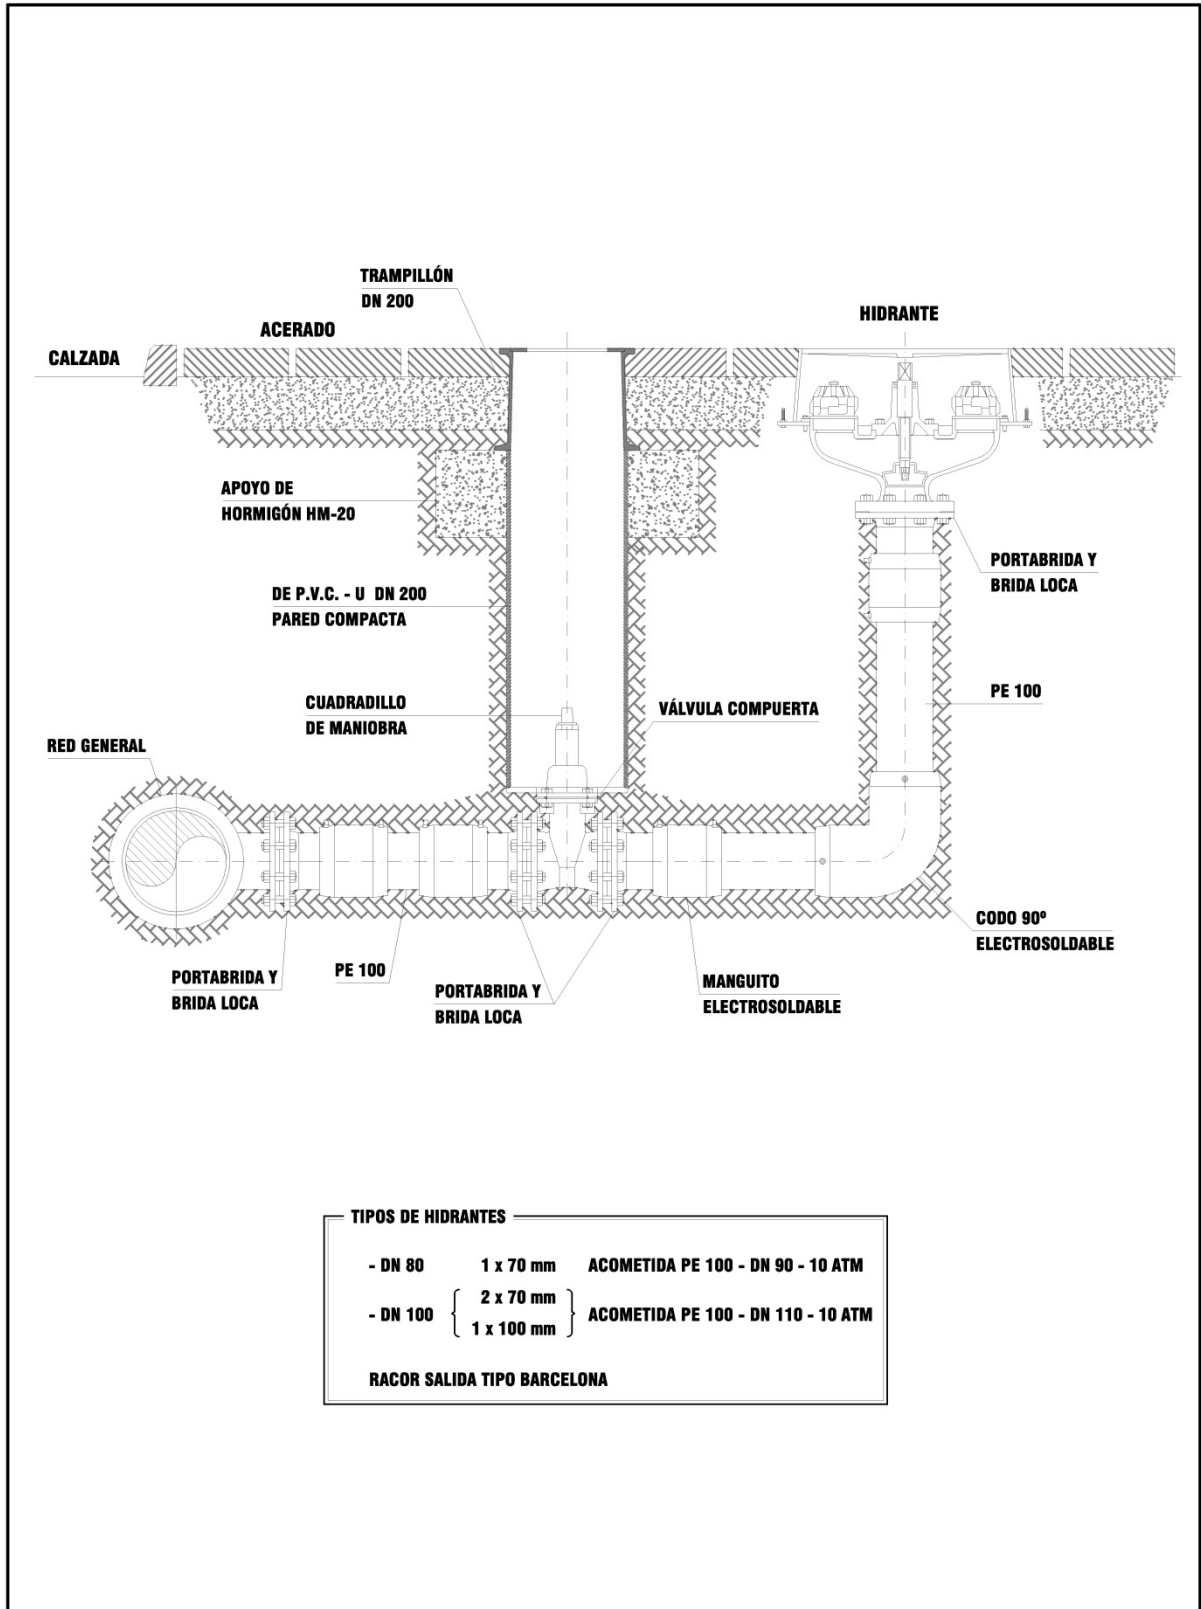 TRAMPILLÓN
DN 200
HIDRANTE
ACERADO
CALZADA
APOYO DE
HORMIGÓN HM-20
PORTABRIDA Y
BRIDA LOCA
DE P.V.C. - U DN 200
PARED COMPACTA
PE 100
CUADRADILLO
DE MANIOBRA
VÁLVULA COMPUERTA
RED GENERAL
CODO 90º
ELECTROSOLDABLE
PORTABRIDA Y
BRIDA LOCA
PE 100
PORTABRIDA Y
BRIDA LOCA
MANGUITO
ELECTROSOLDABLE
TIPOS DE HIDRANTES
- DN 80 1 x 70 mm ACOMETIDA PE 100 - DN 90 - 10 ATM
2 x 70 mm
- DN 100 ACOMETIDA PE 100 - DN 110 - 10 ATM
1 x 100 mm
RACOR SALIDA TIPO BARCELONA